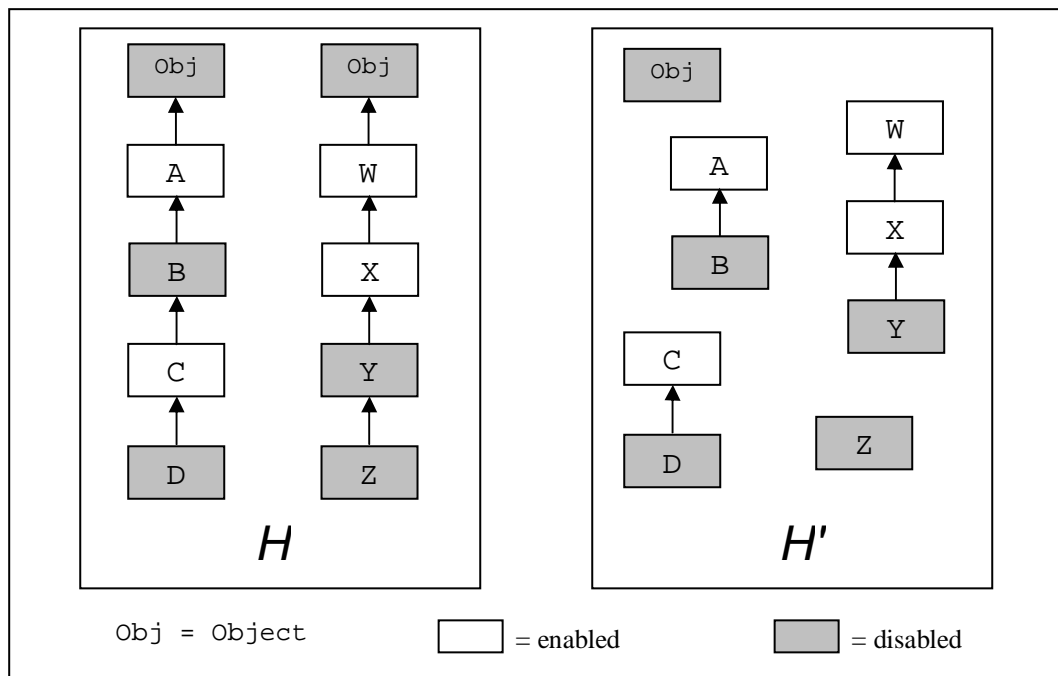 Obj Obj
A W
B X
C Y
D Z
H
Obj
W
A
X
B
Y
C
Z
D
H'
Obj = Object
= enabled
= disabled